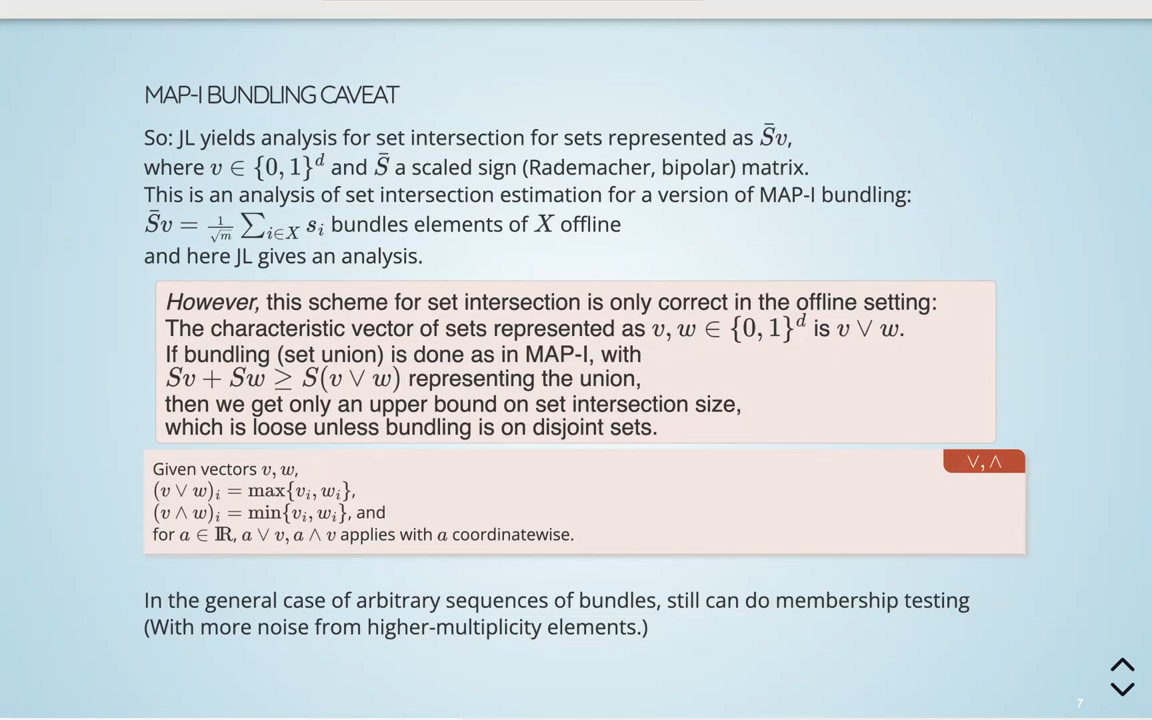 MAP-I BUNDLING CAVEAT
So: JL yields analysis for set intersection for sets represented as S̄v,
where v ∈ {0, 1}ᵈ and S̄ a scaled sign (Rademacher, bipolar) matrix.
This is an analysis of set intersection estimation for a version of MAP-I bundling:
S̄v = 1/√m ∑_{i∈X} sᵢ bundles elements of X offline
and here JL gives an analysis.
However, this scheme for set intersection is only correct in the offline setting:
The characteristic vector of sets represented as v, w ∈ {0, 1}ᵈ is v ∨ w.
If bundling (set union) is done as in MAP-I, with
Sv + Sw ≥ S(v ∨ w) representing the union,
then we get only an upper bound on set intersection size,
which is loose unless bundling is on disjoint sets.
∨, ∧
Given vectors v, w,
(v ∨ w)ᵢ = max{vᵢ, wᵢ},
(v ∧ w)ᵢ = min{vᵢ, wᵢ}, and
for a ∈ ℝ, a ∨ v, a ∧ v applies with a coordinatewise.
In the general case of arbitrary sequences of bundles, still can do membership testing
(With more noise from higher-multiplicity elements.)
7